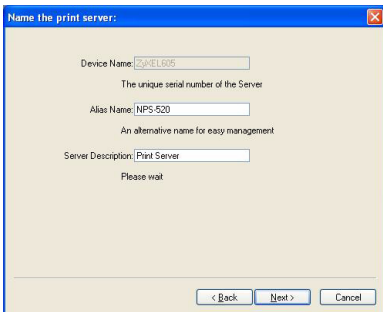 Name the print server:
Device Name: ZyXEL605
The unique serial number of the Server
Alias Name: NPS-520
An alternative name for easy management
Server Description: Print Server
Please wait
< Back Next > Cancel